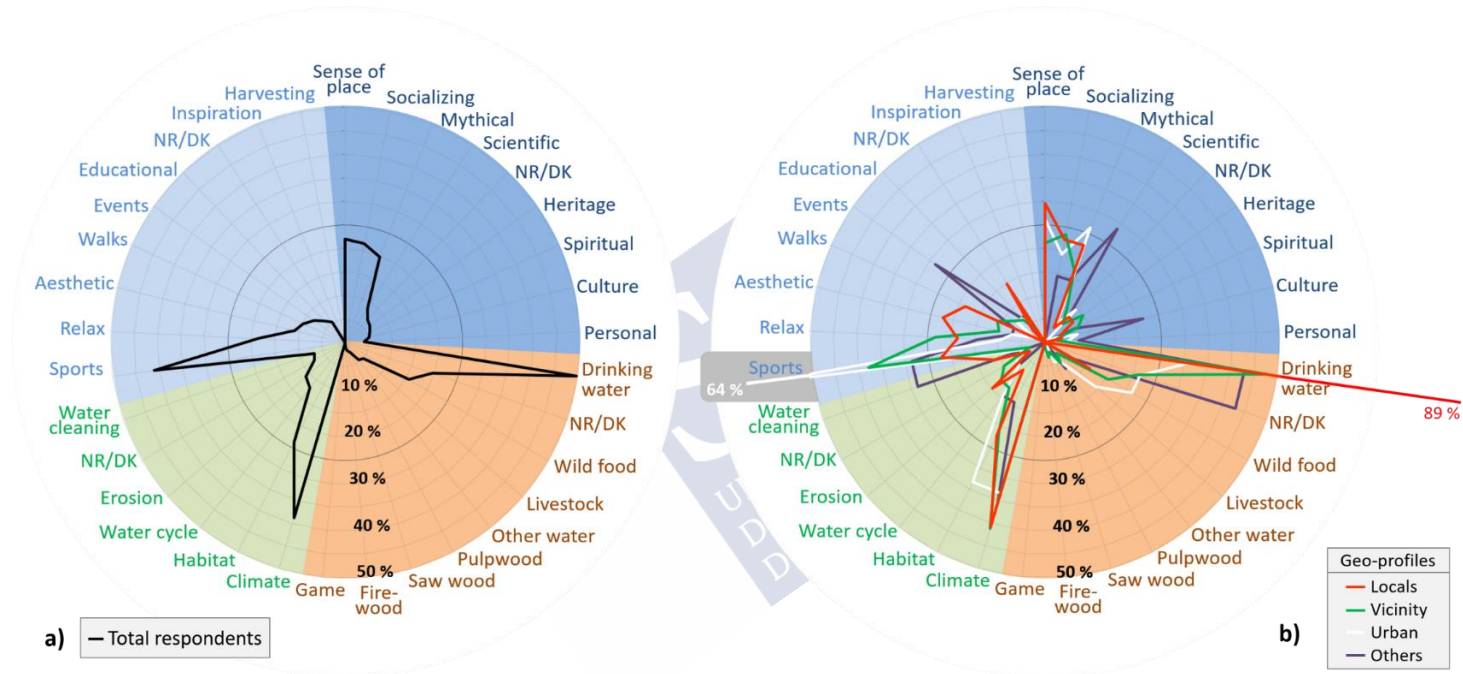 Sense of
place
Socializing
Mythical
Scientific
NR/DK
Heritage
Spiritual
Culture
Personal
Drinking
water
NR/DK
Wild food
Livestock
Other water
Pulpwood
Saw wood
Fire-
wood
Game
Climate
Habitat
Water cycle
Erosion
NR/DK
Water
cleaning
Sports
Relax
Aesthetic
Walks
Events
Educational
NR/DK
Inspiration
Harvesting
10 %
20 %
30 %
40 %
50 %
a)
Total respondents
Sense of
place
Socializing
Mythical
Scientific
NR/DK
Heritage
Spiritual
Culture
Personal
Drinking
water
89 %
NR/DK
Wild food
Livestock
Other water
Pulpwood
Saw wood
Fire-
wood
Game
Climate
Habitat
Water cycle
Erosion
NR/DK
Water
cleaning
Sports
64 %
Relax
Aesthetic
Walks
Events
Educational
NR/DK
Inspiration
Harvesting
10 %
20 %
30 %
40 %
50 %
b)
Geo-profiles
Locals
Vicinity
Urban
Others